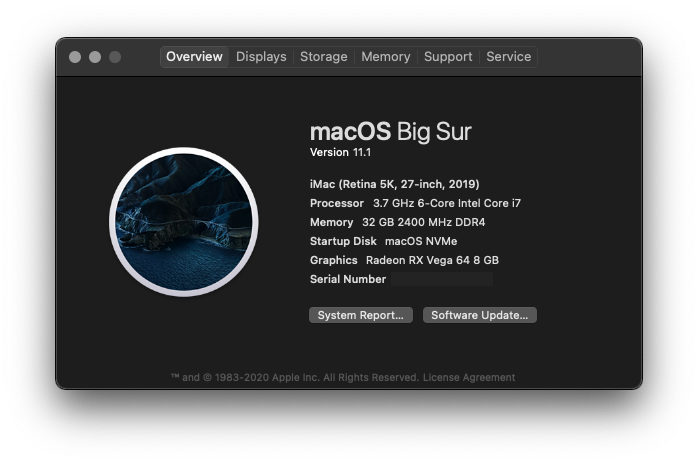 Overview Displays Storage Memory Support Service
macOS Big Sur
Version 11.1
iMac (Retina 5K, 27-inch, 2019)
Processor 3.7 GHz 6-Core Intel Core i7
Memory 32 GB 2400 MHz DDR4
Startup Disk macOS NVMe
Graphics Radeon RX Vega 64 8 GB
Serial Number
System Report... Software Update...
™ and © 1983-2020 Apple Inc. All Rights Reserved. License Agreement